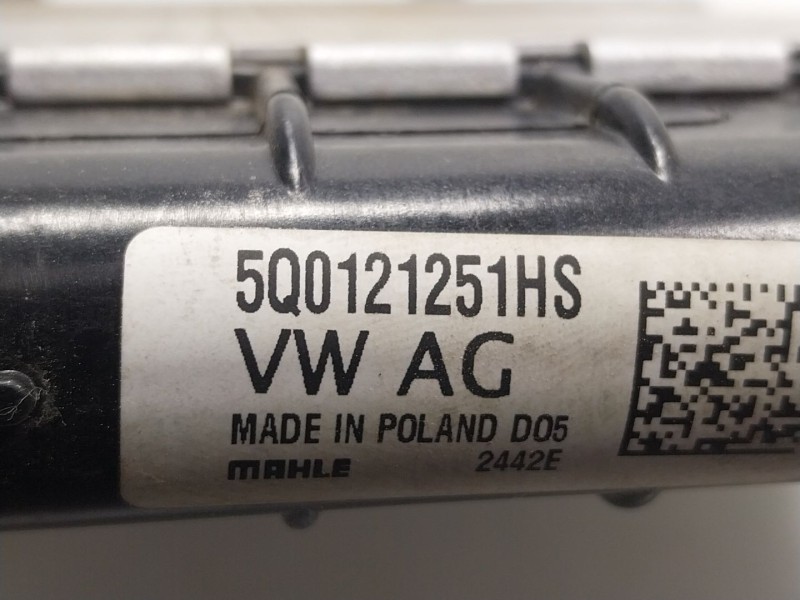 5Q0121251HS
VW AG
MADE IN POLAND D05
MAHLE 2442E